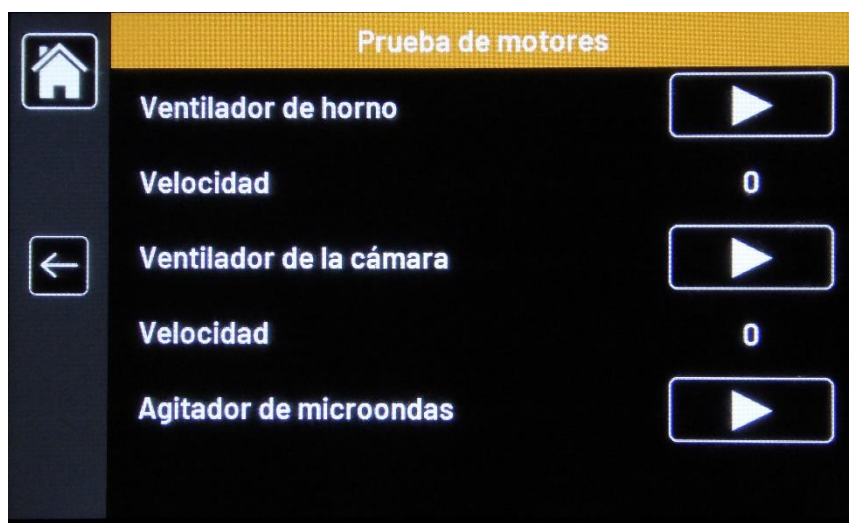 Prueba de motores
Ventilador de horno
Velocidad 0
Ventilador de la cámara
Velocidad 0
Agitador de microondas